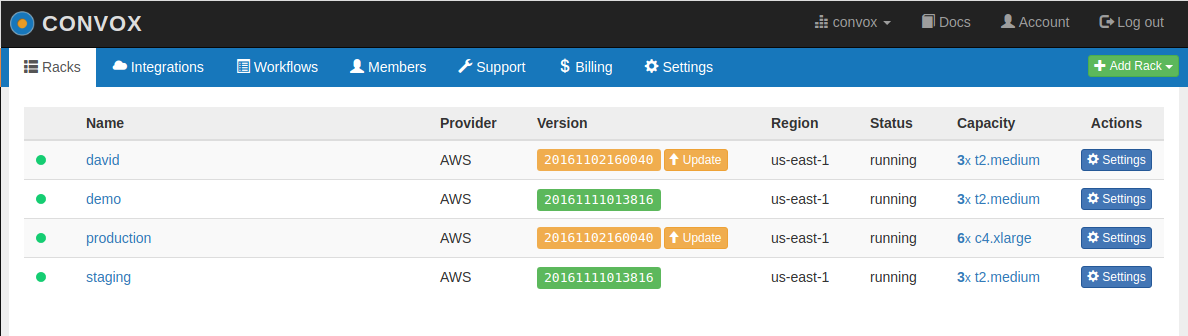 CONVOX convox Docs Account Log out
Racks Integrations Workflows Members Support Billing Settings Add Rack
Name Provider Version Region Status Capacity Actions
david AWS 20161102160040 Update us-east-1 running 3x t2.medium Settings
demo AWS 20161111013816 us-east-1 running 3x t2.medium Settings
production AWS 20161102160040 Update us-east-1 running 6x c4.xlarge Settings
staging AWS 20161111013816 us-east-1 running 3x t2.medium Settings